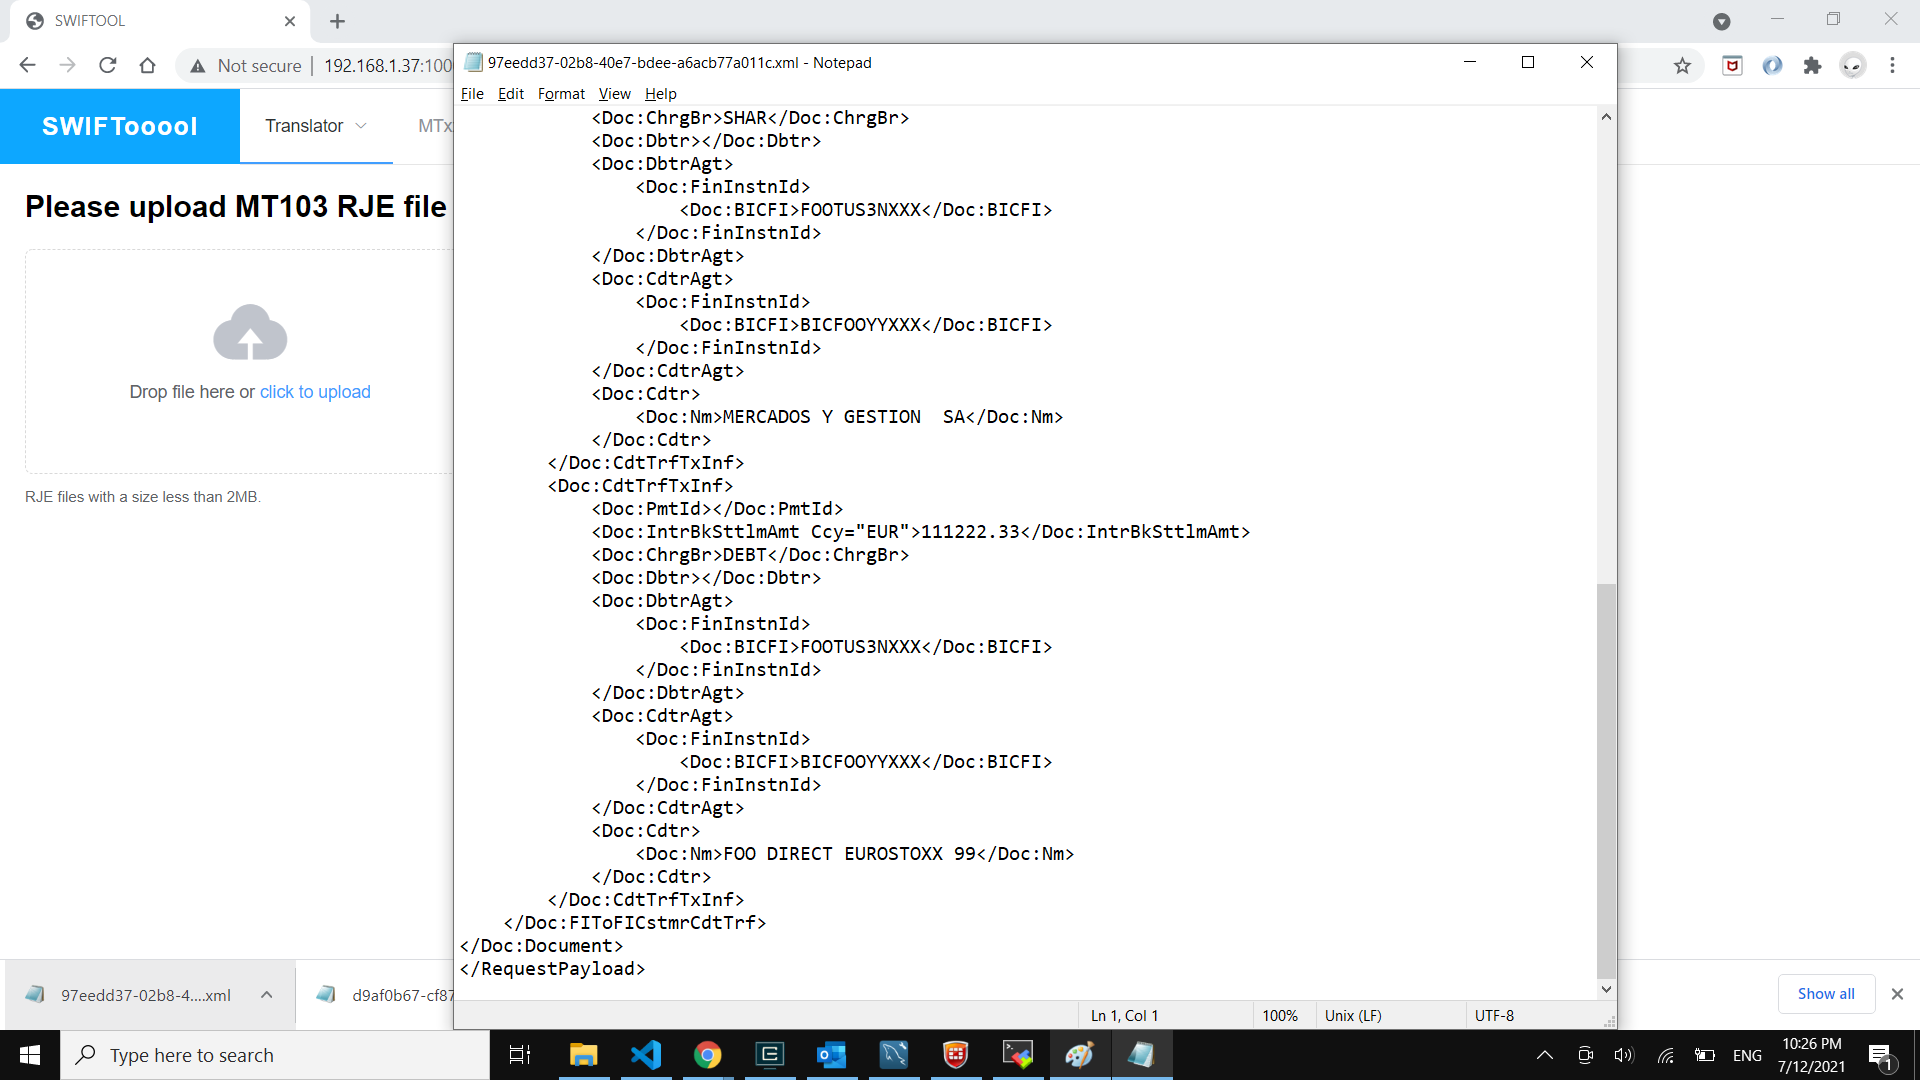 SWIFTOOL
Not secure | 192.168.1.37:100
97eedd37-02b8-40e7-bdee-a6acb77a011c.xml - Notepad
File Edit Format View Help
SWIFTooool
Translator
MTx
Please upload MT103 RJE file
Drop file here or click to upload
RJE files with a size less than 2MB.
<Doc:ChrgBr>SHAR</Doc:ChrgBr>
<Doc:Dbtr></Doc:Dbtr>
<Doc:DbtrAgt>
<Doc:FinInstnId>
<Doc:BICFI>FOOTUS3NXXX</Doc:BICFI>
</Doc:FinInstnId>
</Doc:DbtrAgt>
<Doc:CdtrAgt>
<Doc:FinInstnId>
<Doc:BICFI>BICFOOYYXXX</Doc:BICFI>
</Doc:FinInstnId>
</Doc:CdtrAgt>
<Doc:Cdtr>
<Doc:Nm>MERCADOS Y GESTION  SA</Doc:Nm>
</Doc:Cdtr>
</Doc:CdtTrfTxInf>
<Doc:CdtTrfTxInf>
<Doc:PmtId></Doc:PmtId>
<Doc:IntrBkSttlmAmt Ccy="EUR">111222.33</Doc:IntrBkSttlmAmt>
<Doc:ChrgBr>DEBT</Doc:ChrgBr>
<Doc:Dbtr></Doc:Dbtr>
<Doc:DbtrAgt>
<Doc:FinInstnId>
<Doc:BICFI>FOOTUS3NXXX</Doc:BICFI>
</Doc:FinInstnId>
</Doc:DbtrAgt>
<Doc:CdtrAgt>
<Doc:FinInstnId>
<Doc:BICFI>BICFOOYYXXX</Doc:BICFI>
</Doc:FinInstnId>
</Doc:CdtrAgt>
<Doc:Cdtr>
<Doc:Nm>FOO DIRECT EUROSTOXX 99</Doc:Nm>
</Doc:Cdtr>
</Doc:CdtTrfTxInf>
</Doc:FIToFICstmrCdtTrf>
</Doc:Document>
</RequestPayload>
Ln 1, Col 1
100%
Unix (LF)
UTF-8
97eedd37-02b8-4....xml
d9af0b67-cf87
Show all
Type here to search
ENG
10:26 PM
7/12/2021
1